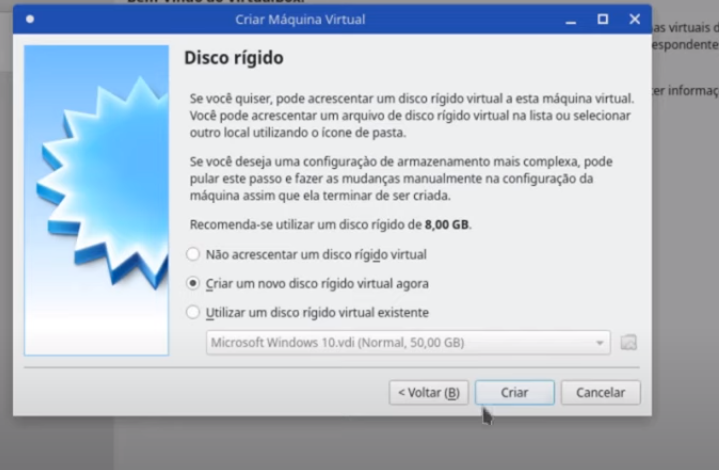 Bem-vindo ao VirtualBox!
Criar Máquina Virtual
as virtuais d
espondente
er informaç
Disco rígido
Se você quiser, pode acrescentar um disco rígido virtual a esta máquina virtual.
Você pode acrescentar um arquivo de disco rígido virtual na lista ou selecionar
outro local utilizando o ícone de pasta.
Se você deseja uma configuração de armazenamento mais complexa, pode
pular este passo e fazer as mudanças manualmente na configuração da
máquina assim que ela terminar de ser criada.
Recomenda-se utilizar um disco rígido de 8,00 GB.
Não acrescentar um disco rígido virtual
Criar um novo disco rígido virtual agora
Utilizar um disco rígido virtual existente
Microsoft Windows 10.vdi (Normal, 50,00 GB)
< Voltar (B)
Criar
Cancelar